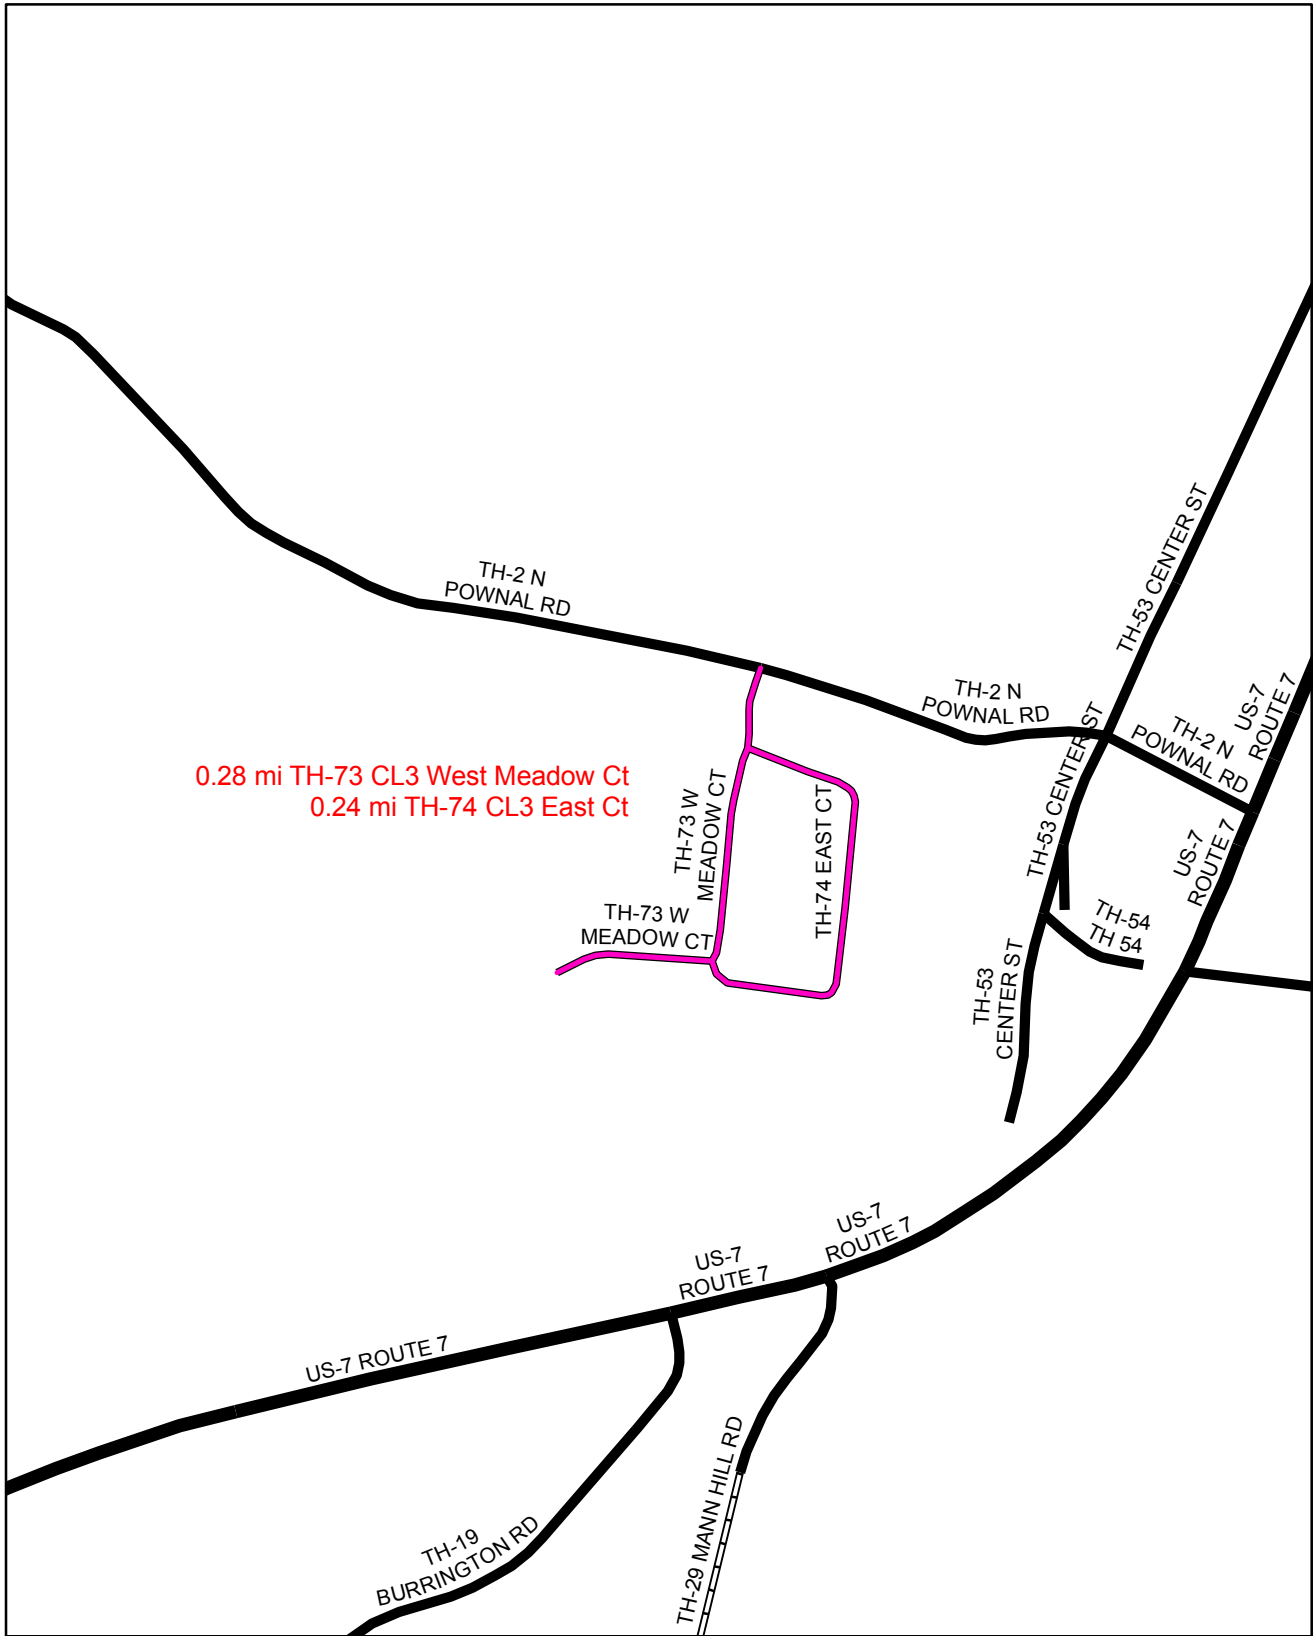 TH-53 CENTER ST
TH-2 N
POWNAL RD
US-7
ROUTE 7
TH-2 N
POWNAL RD
TH-53 CENTER ST
TH-2 N
POWNAL RD
0.28 mi TH-73 CL3 West Meadow Ct
0.24 mi TH-74 CL3 East Ct
TH-73 W
MEADOW CT
TH-74 EAST CT
US-7
ROUTE 7
TH-73 W
MEADOW CT
TH-54
TH 54
TH-53
CENTER ST
US-7
ROUTE 7
US-7
ROUTE 7
US-7 ROUTE 7
TH-29 MANN HILL RD
TH-19
BURRINGTON RD